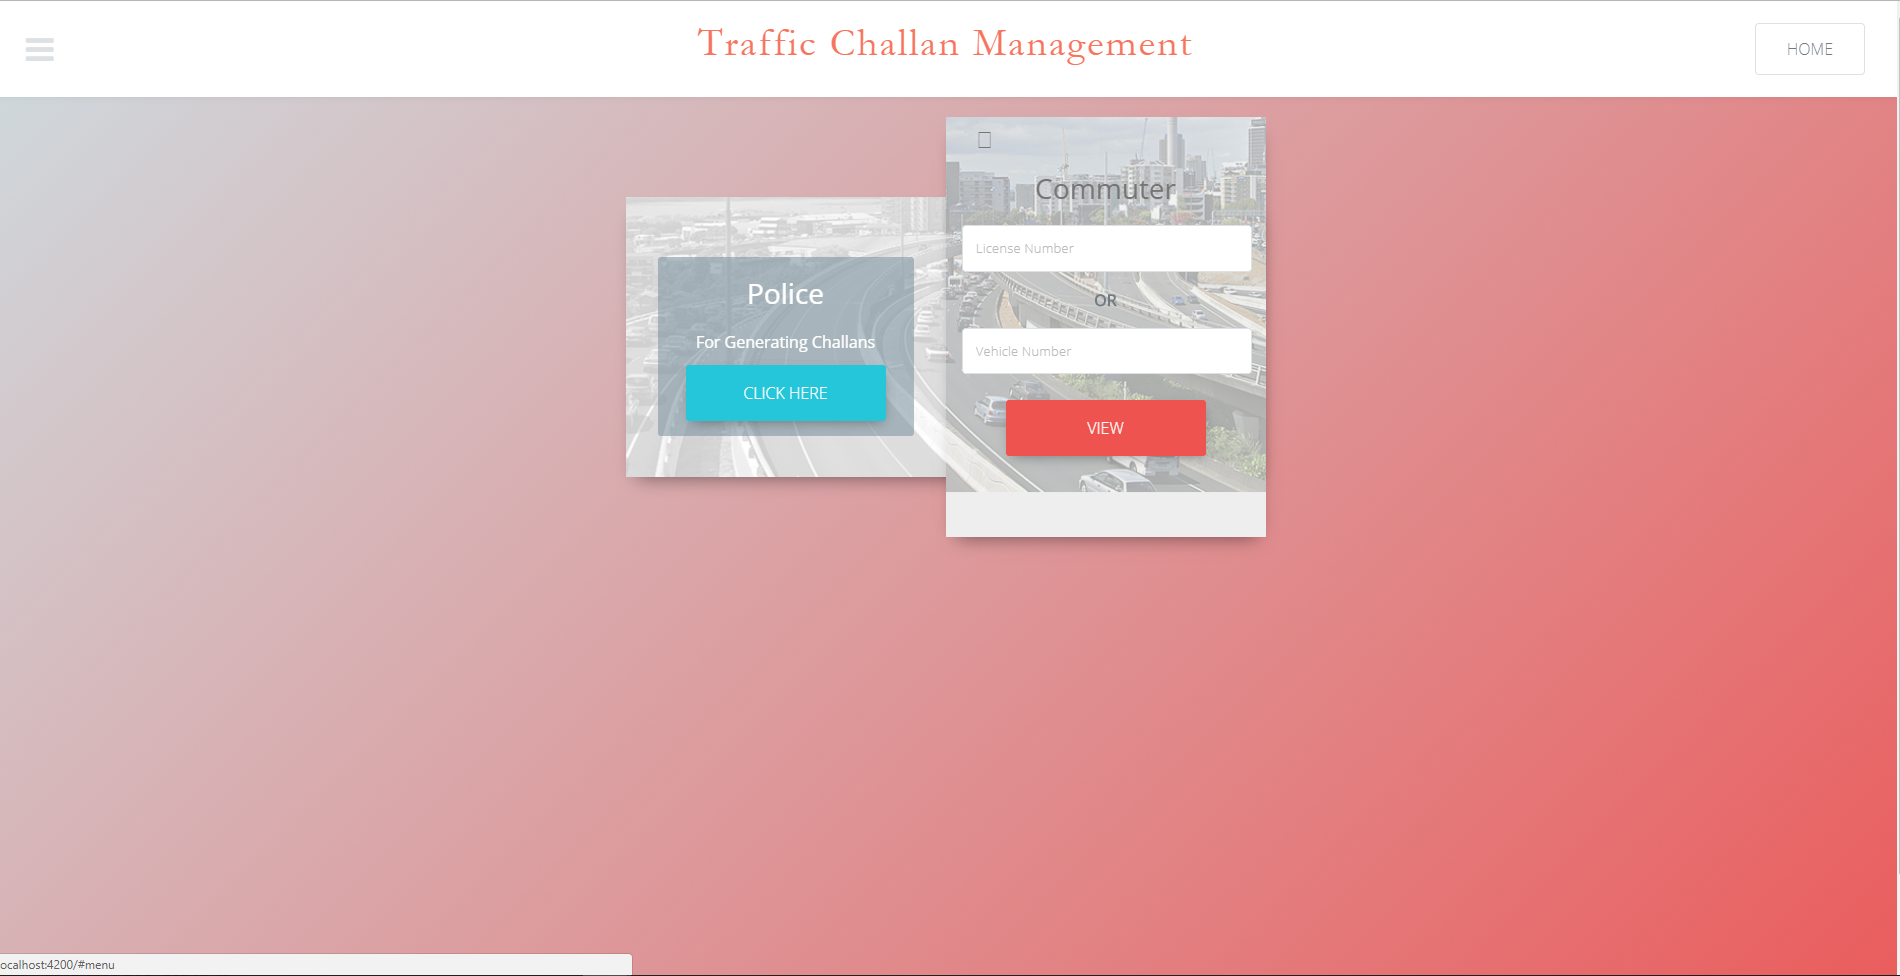 Traffic Challan Management
HOME
Police
For Generating Challans
CLICK HERE
Commuter
License Number
OR
Vehicle Number
VIEW
ocalhost:4200/#menu